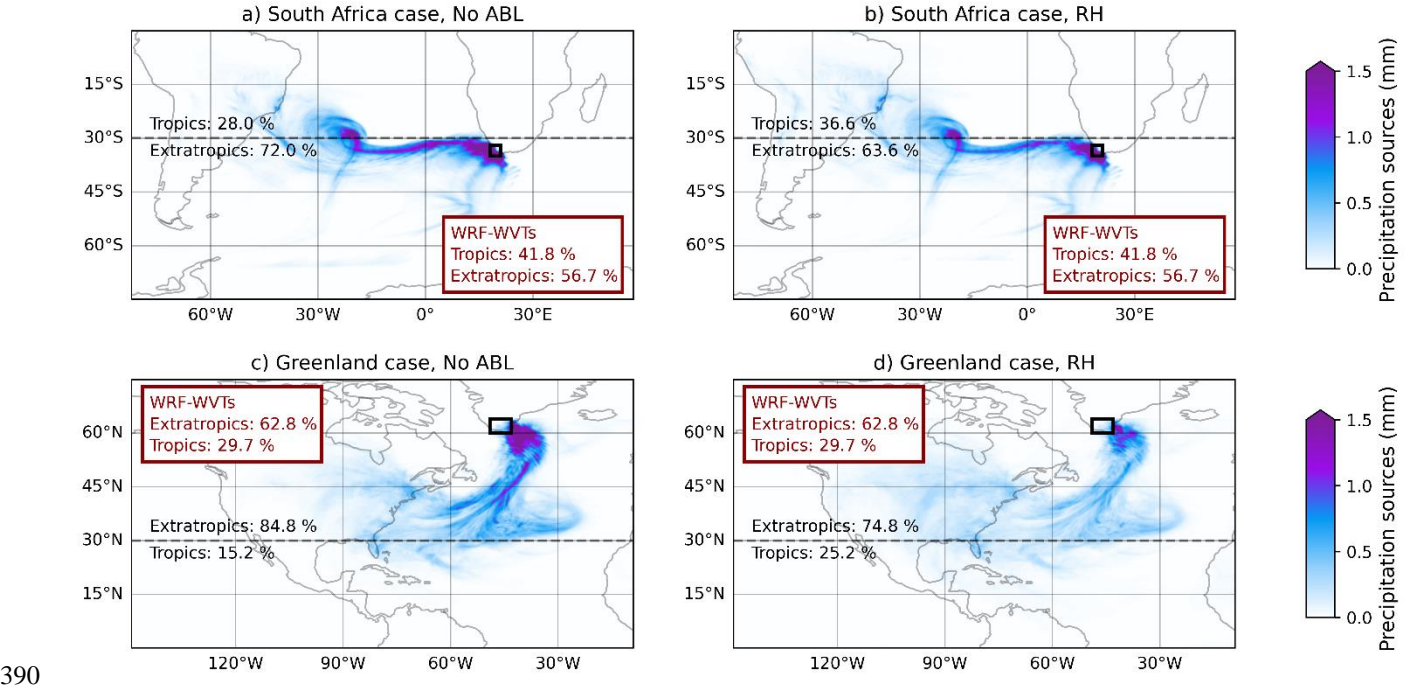 a) South Africa case, No ABL
15°S
30°S
45°S
60°S
Tropics: 28.0 %
Extratropics: 72.0 %
WRF-WVTs
Tropics: 41.8 %
Extratropics: 56.7 %
60°W 30°W 0° 30°E
b) South Africa case, RH
15°S
30°S
45°S
60°S
Tropics: 36.6 %
Extratropics: 63.6 %
WRF-WVTs
Tropics: 41.8 %
Extratropics: 56.7 %
60°W 30°W 0° 30°E
1.5
1.0
0.5
0.0
Precipitation sources (mm)
c) Greenland case, No ABL
WRF-WVTs
Extratropics: 62.8 %
Tropics: 29.7 %
60°N
45°N
30°N
15°N
Extratropics: 84.8 %
Tropics: 15.2 %
120°W 90°W 60°W 30°W
d) Greenland case, RH
WRF-WVTs
Extratropics: 62.8 %
Tropics: 29.7 %
60°N
45°N
30°N
15°N
Extratropics: 74.8 %
Tropics: 25.2 %
120°W 90°W 60°W 30°W
1.5
1.0
0.5
0.0
Precipitation sources (mm)
390